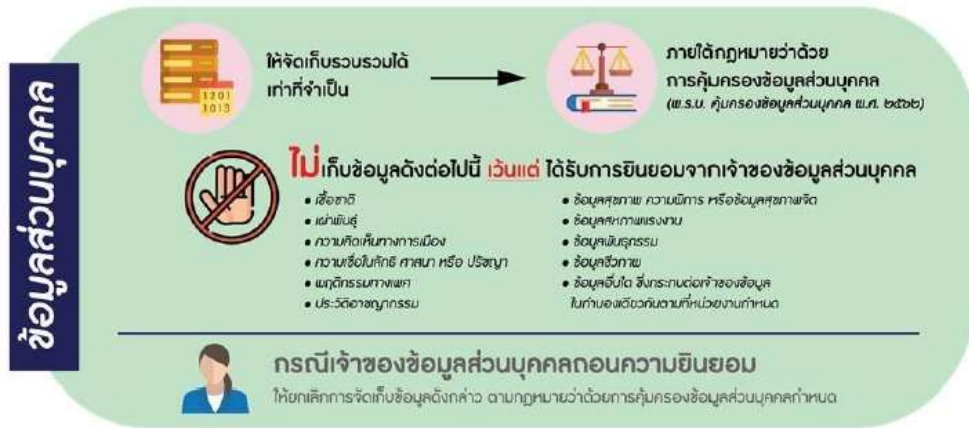 ข้อมูลส่วนบุคคล
ให้จัดเก็บรวบรวมได้
เท่าที่จำเป็น
1201
1013
ภายใต้กฎหมายว่าด้วย
การคุ้มครองข้อมูลส่วนบุคคล
(พ.ร.บ. คุ้มครองข้อมูลส่วนบุคคล พ.ศ. ๒๕๖๒)
ไม่เก็บข้อมูลดังต่อไปนี้ เว้นแต่ ได้รับการยินยอมจากเจ้าของข้อมูลส่วนบุคคล
• เชื้อชาติ
• เผ่าพันธุ์
• ความคิดเห็นทางการเมือง
• ความเชื่อในลัทธิ ศาสนา หรือ ปรัชญา
• พฤติกรรมทางเพศ
• ประวัติอาชญากรรม
• ข้อมูลสุขภาพ ความพิการ หรือข้อมูลสุขภาพจิต
• ข้อมูลสหภาพแรงงาน
• ข้อมูลพันธุกรรม
• ข้อมูลชีวภาพ
• ข้อมูลอื่นใด ซึ่งกระทบต่อเจ้าของข้อมูล
ในทำนองเดียวกันตามที่หน่วยงานกำหนด
กรณีเจ้าของข้อมูลส่วนบุคคลถอนความยินยอม
ให้ยกเลิกการจัดเก็บข้อมูลดังกล่าว ตามกฎหมายว่าด้วยการคุ้มครองข้อมูลส่วนบุคคลกำหนด